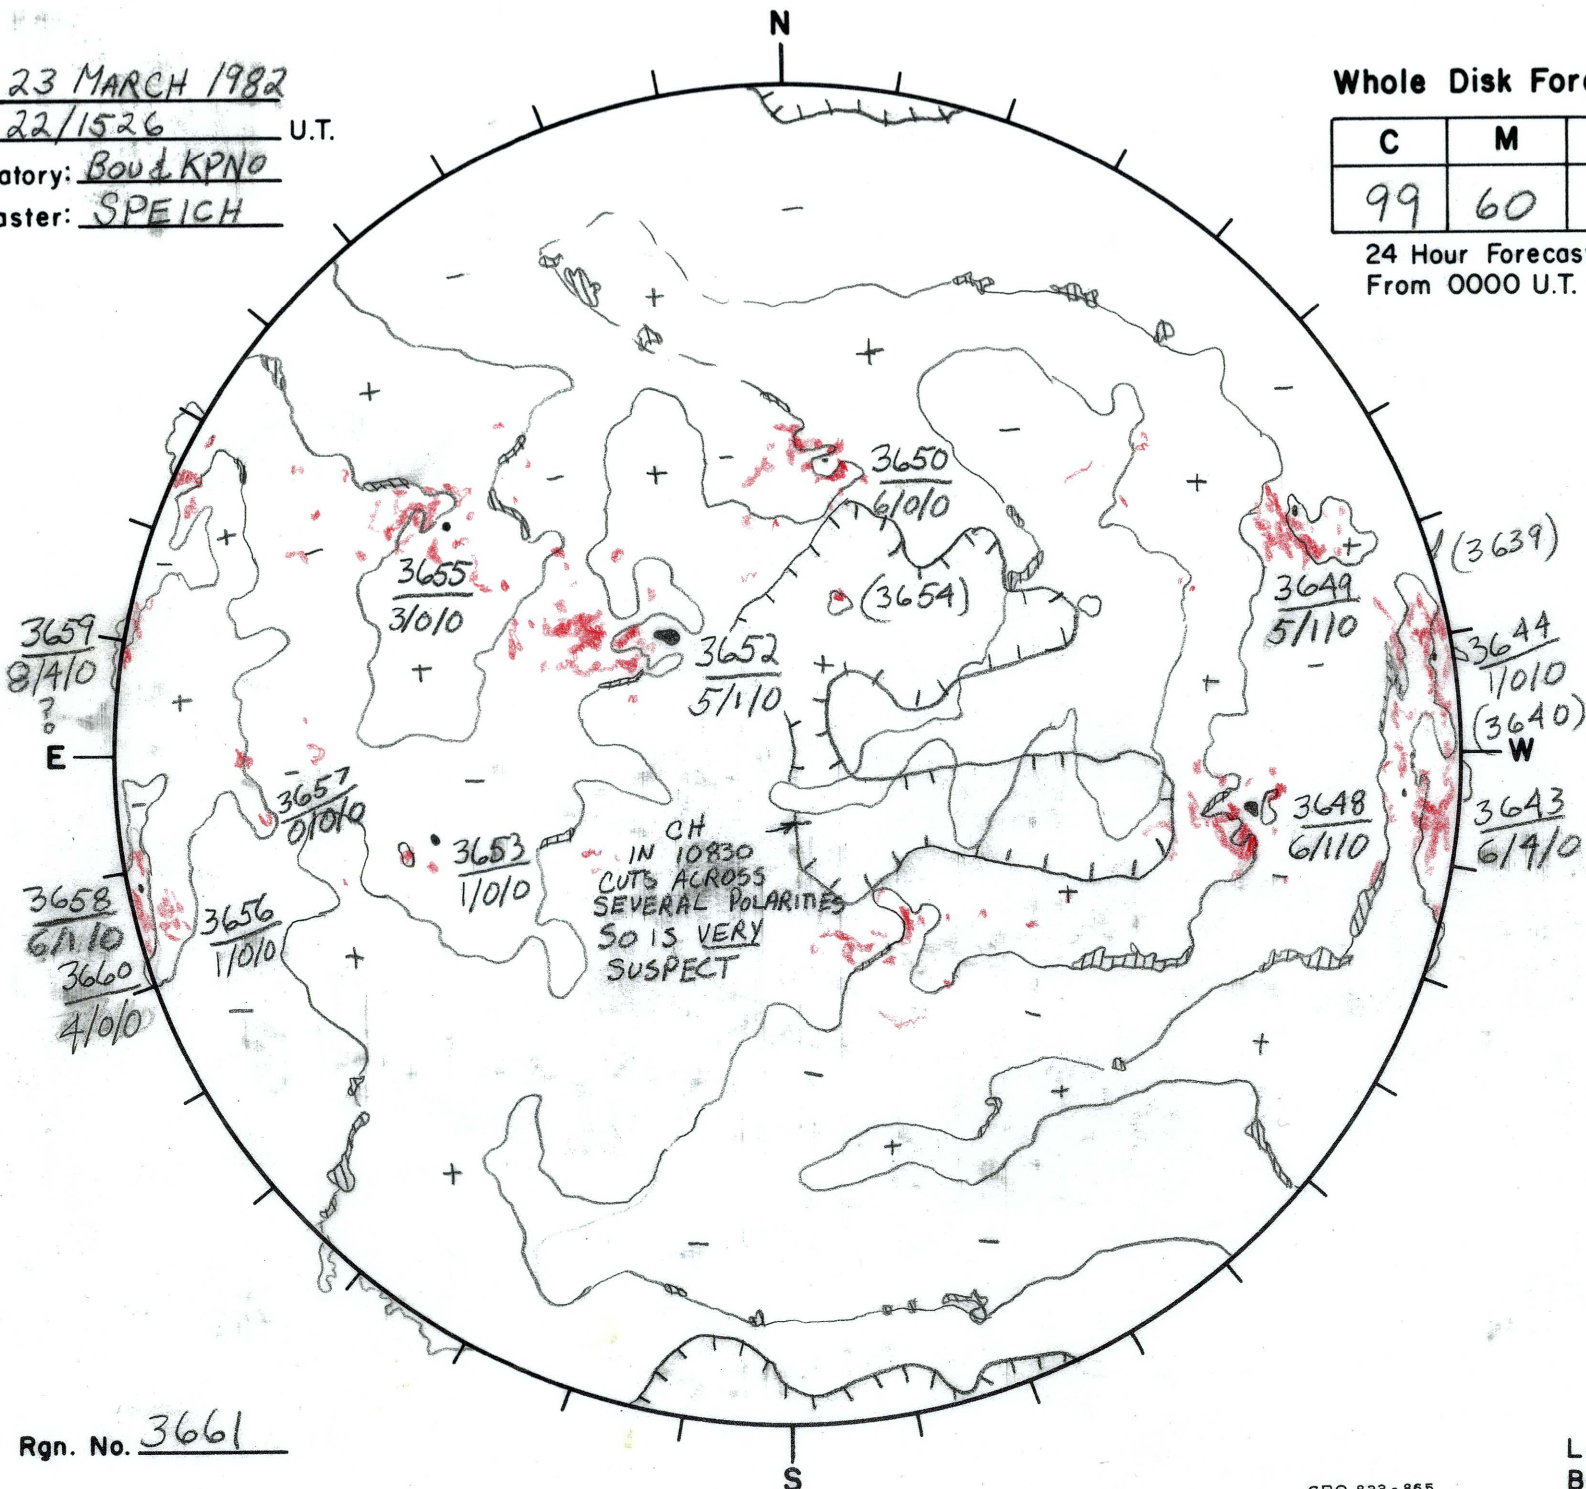 N
23 MARCH 1982
22/1526 U.T.
atory: Bou & KPNO
aster: SPEICH
Whole Disk Fore
C M
99 60
24 Hour Forecas
From 0000 U.T.
3650
6/0/0
(3639)
3655
3/0/0
(3654)
3649
5/1/0
3659
8/4/0
?
3652
5/1/0
3644
1/0/0
(3640)
E
W
3657
0/0/0
3653
1/0/0
CH
IN 10830
CUTS ACROSS
SEVERAL POLARITIES
SO IS VERY
SUSPECT
3648
6/1/0
3643
6/4/0
3658
6/1/0
3656
1/0/0
3660
4/0/0
Rgn. No. 3661
S
L
B